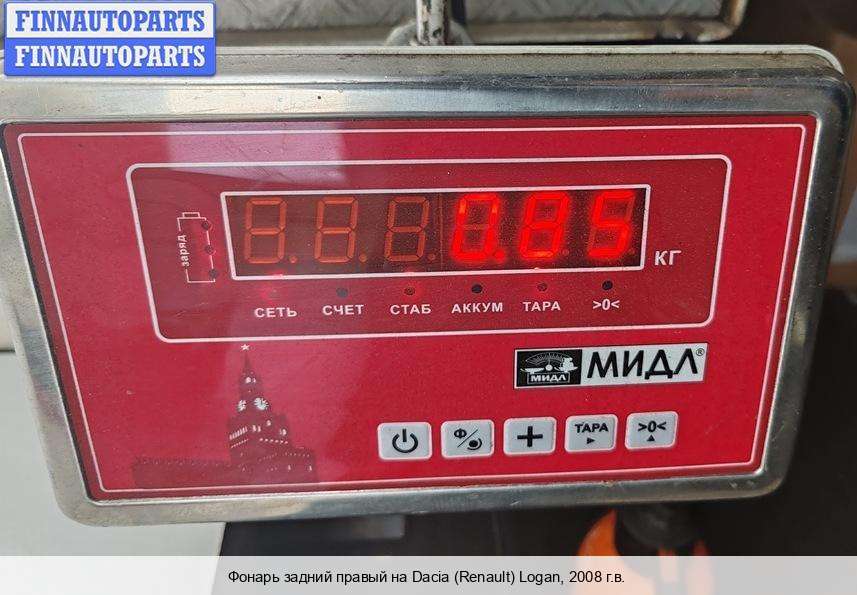 FINNAUTOPARTS
FINNAUTOPARTS
заряд
0.85
КГ
СЕТЬ СЧЕТ СТАБ АККУМ ТАРА >0<
МИДЛ МИДЛ®
Ф + ТАРА >0<
Фонарь задний правый на Dacia (Renault) Logan, 2008 г.в.